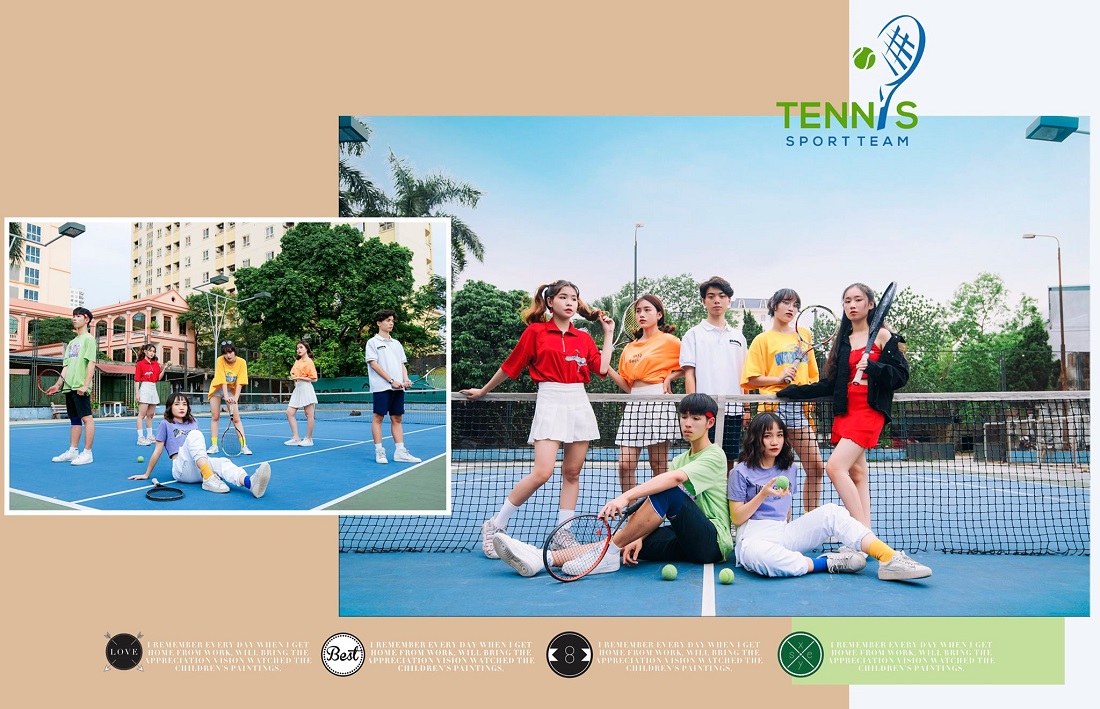 TENNIS
SPORT TEAM
LOVE
I REMEMBER EVERY DAY WHEN I GET
HOME FROM WORK, WILL BRING THE
APPRECIATION VISION WATCHED THE
CHILDREN'S PAINTINGS.
Best
I REMEMBER EVERY DAY WHEN I GET
HOME FROM WORK, WILL BRING THE
APPRECIATION VISION WATCHED THE
CHILDREN'S PAINTINGS.
8
I REMEMBER EVERY DAY WHEN I GET
HOME FROM WORK, WILL BRING THE
APPRECIATION VISION WATCHED THE
CHILDREN'S PAINTINGS.
s x e y
I REMEMBER EVERY DAY WHEN I GET
HOME FROM WORK, WILL BRING THE
APPRECIATION VISION WATCHED THE
CHILDREN'S PAINTINGS.